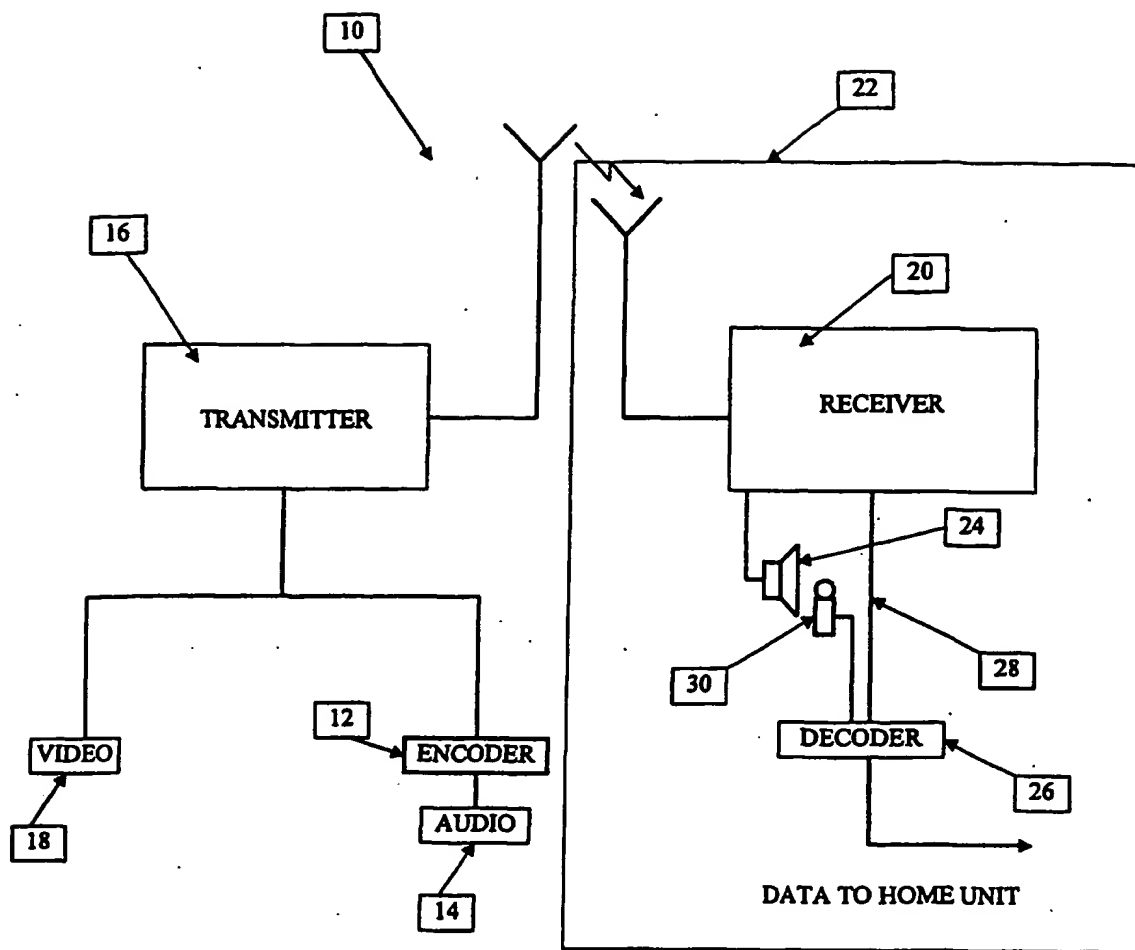 10
22
16
20
TRANSMITTER
RECEIVER
24
30
28
12
VIDEO
ENCODER
DECODER
18
AUDIO
26
14
DATA TO HOME UNIT